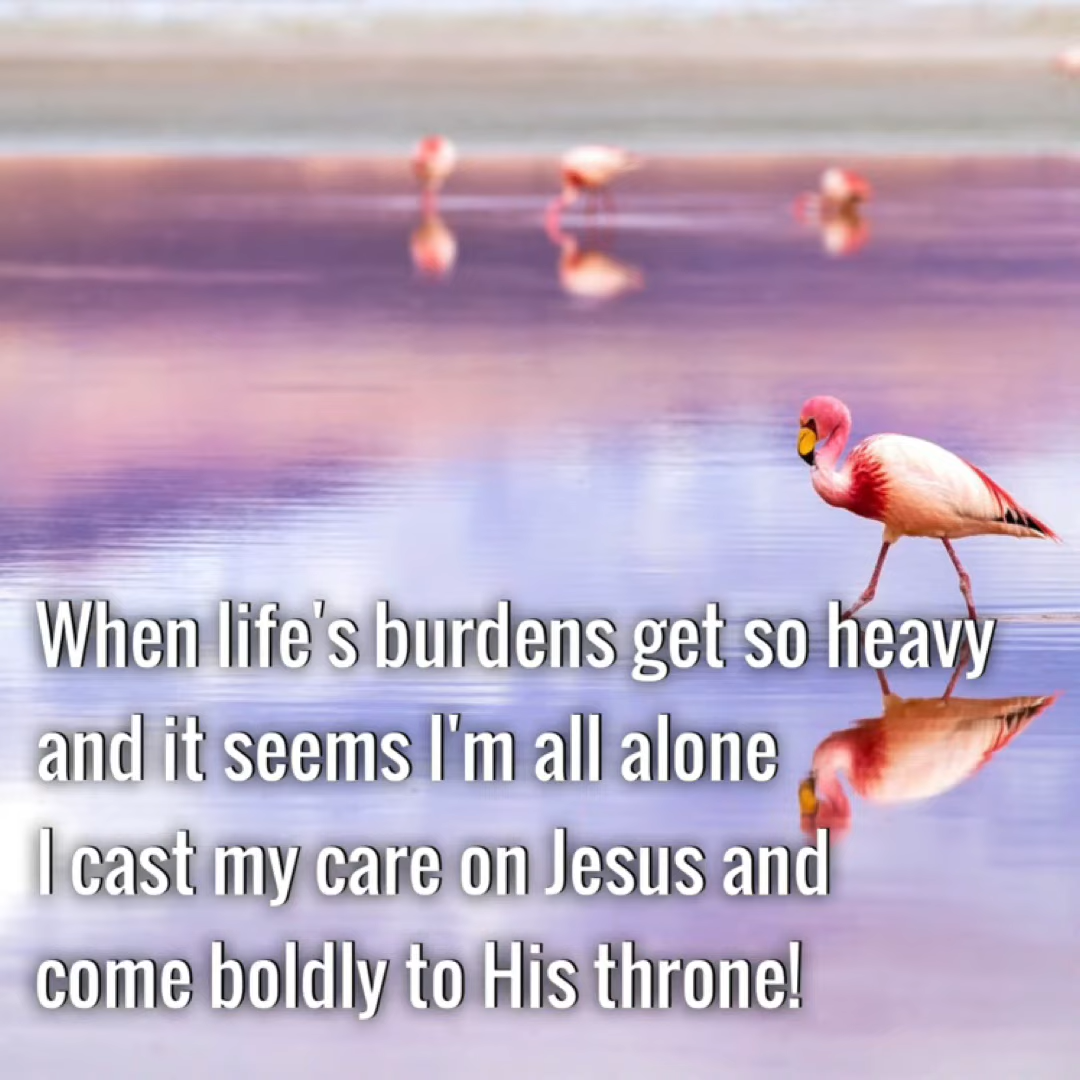 When life's burdens get so heavy
and it seems I'm all alone
I cast my care on Jesus and
come boldly to His throne!